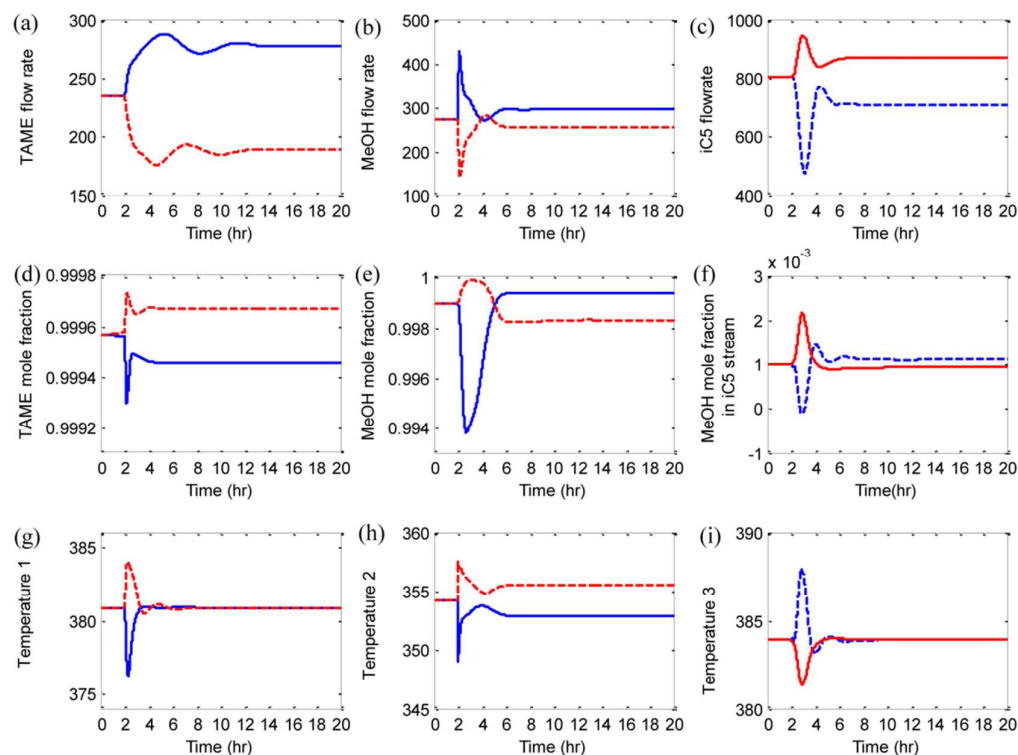 (a)
TAME flow rate
300
250
200
150
0 2 4 6 8 10 12 14 16 18 20
Time (hr)
(b)
MeOH flow rate
500
400
300
200
100
0 2 4 6 8 10 12 14 16 18 20
Time (hr)
(c)
iC5 flowrate
1000
800
600
400
0 2 4 6 8 10 12 14 16 18 20
Time (hr)
(d)
TAME mole fraction
0.9998
0.9996
0.9994
0.9992
0 2 4 6 8 10 12 14 16 18 20
Time (hr)
(e)
MeOH mole fraction
1
0.998
0.996
0.994
0 2 4 6 8 10 12 14 16 18 20
Time (hr)
(f)
x 10⁻³
MeOH mole fraction
in iC5 stream
3
2
1
0
-1
0 2 4 6 8 10 12 14 16 18 20
Time(hr)
(g)
Temperature 1
385
380
375
0 2 4 6 8 10 12 14 16 18 20
Time (hr)
(h)
Temperature 2
360
355
350
345
0 2 4 6 8 10 12 14 16 18 20
Time (hr)
(i)
Temperature 3
390
385
380
0 2 4 6 8 10 12 14 16 18 20
Time (hr)